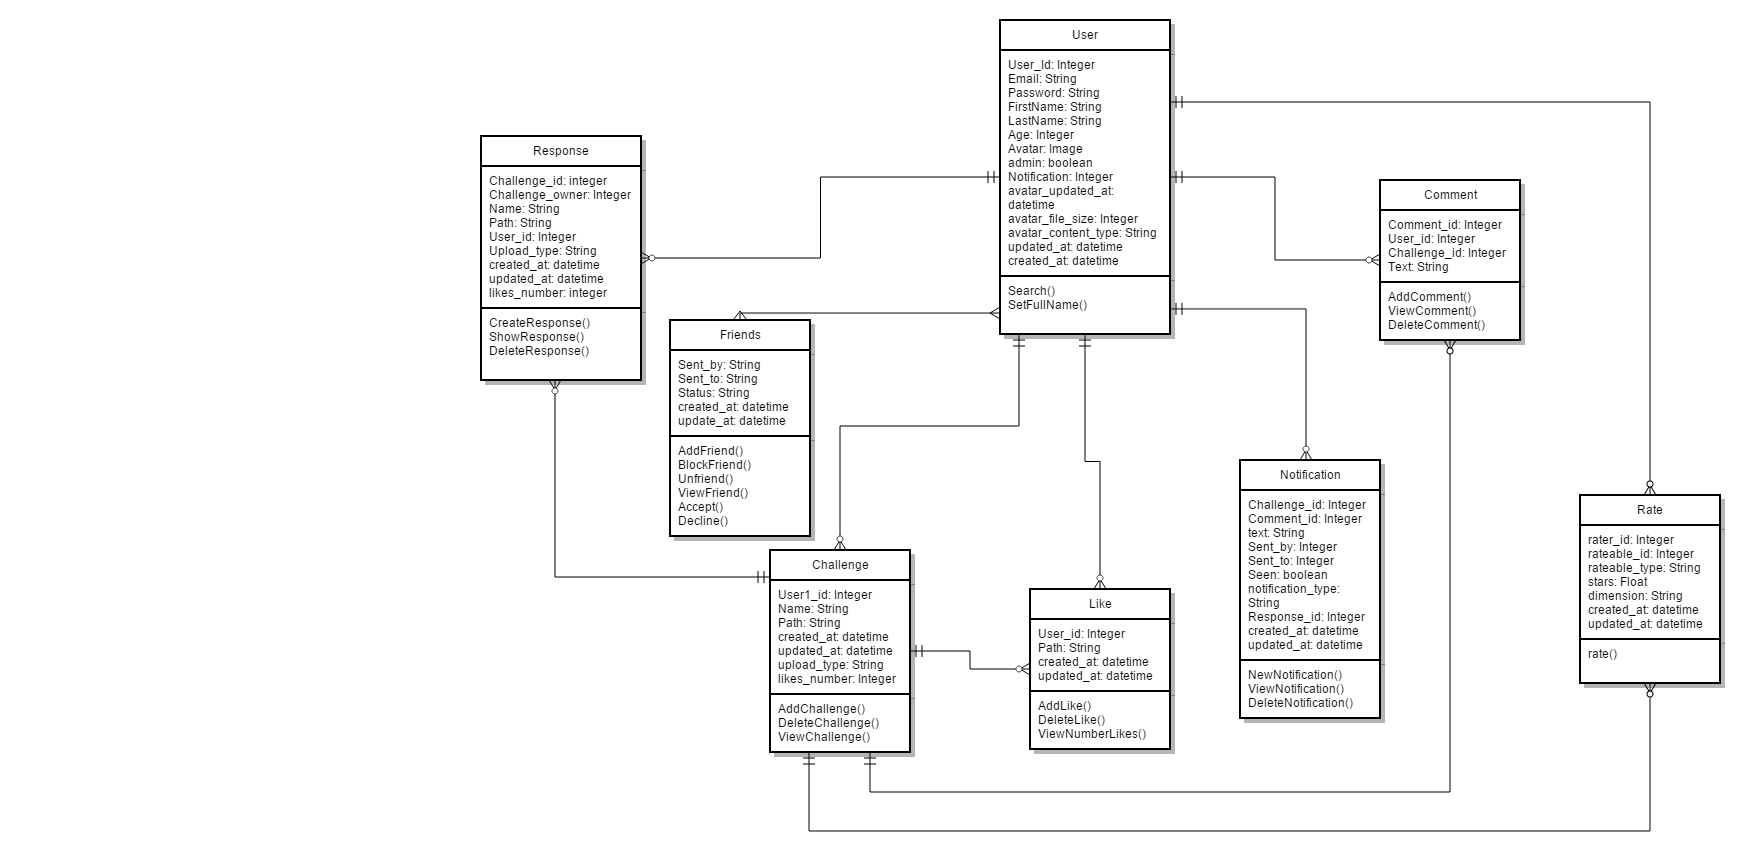 User
User_Id: Integer
Email: String
Password: String
FirstName: String
LastName: String
Age: Integer
Avatar: Image
admin: boolean
Notification: Integer
avatar_updated_at:
datetime
avatar_file_size: Integer
avatar_content_type: String
updated_at: datetime
created_at: datetime
Search()
SetFullName()
Response
Challenge_id: integer
Challenge_owner: Integer
Name: String
Path: String
User_id: Integer
Upload_type: String
created_at: datetime
updated_at: datetime
likes_number: integer
CreateResponse()
ShowResponse()
DeleteResponse()
Comment
Comment_id: Integer
User_id: Integer
Challenge_id: Integer
Text: String
AddComment()
ViewComment()
DeleteComment()
Friends
Sent_by: String
Sent_to: String
Status: String
created_at: datetime
update_at: datetime
AddFriend()
BlockFriend()
Unfriend()
ViewFriend()
Accept()
Decline()
Notification
Challenge_id: Integer
Comment_id: Integer
text: String
Sent_by: Integer
Sent_to: Integer
Seen: boolean
notification_type:
String
Response_id: Integer
created_at: datetime
updated_at: datetime
NewNotification()
ViewNotification()
DeleteNotification()
Rate
rater_id: Integer
rateable_id: Integer
rateable_type: String
stars: Float
dimension: String
created_at: datetime
updated_at: datetime
rate()
Challenge
User1_id: Integer
Name: String
Path: String
created_at: datetime
updated_at: datetime
upload_type: String
likes_number: Integer
AddChallenge()
DeleteChallenge()
ViewChallenge()
Like
User_id: Integer
Path: String
created_at: datetime
updated_at: datetime
AddLike()
DeleteLike()
ViewNumberLikes()